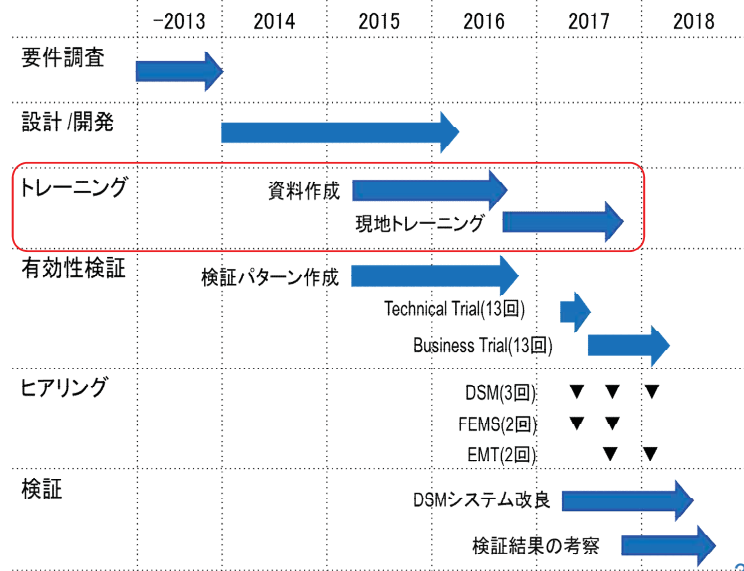 -2013 2014 2015 2016 2017 2018
要件調査
設計/開発
トレーニング
資料作成
現地トレーニング
有効性検証
検証パターン作成
Technical Trial(13回)
Business Trial(13回)
ヒアリング
DSM(3回)
FEMS(2回)
EMT(2回)
検証
DSMシステム改良
検証結果の考察